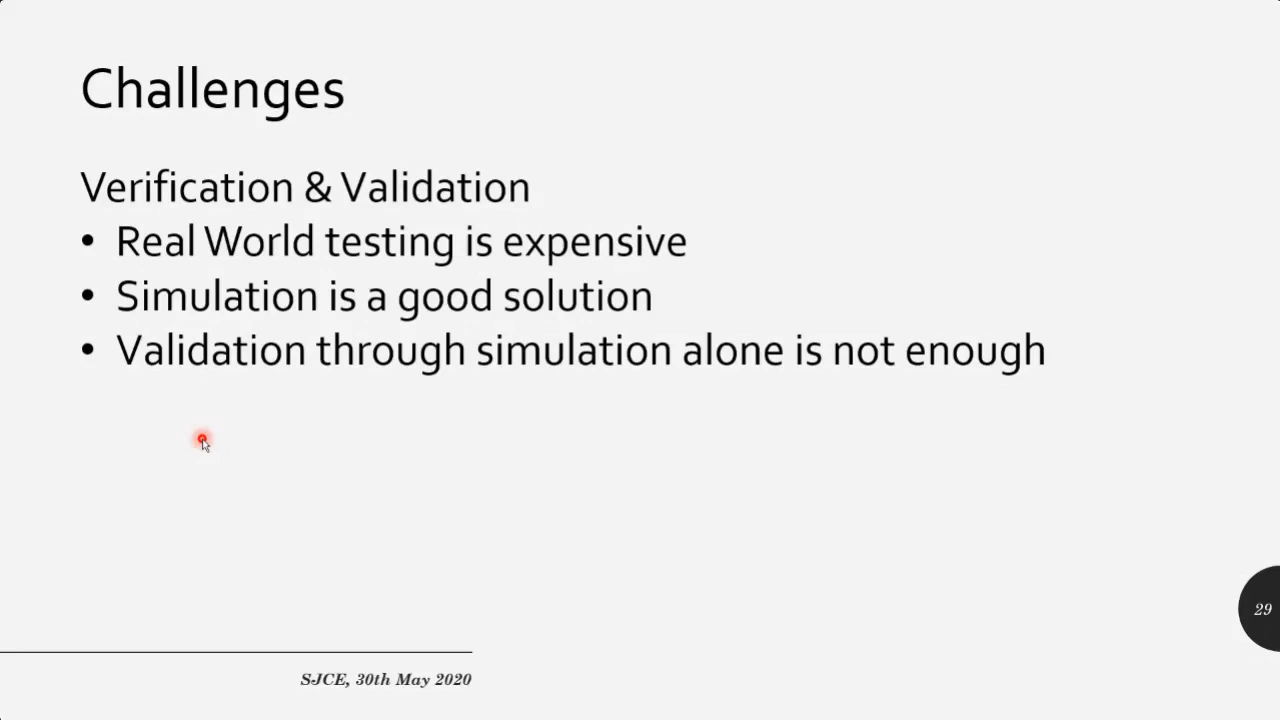 Challenges
Verification & Validation
• Real World testing is expensive
• Simulation is a good solution
• Validation through simulation alone is not enough
29
SJCE, 30th May 2020